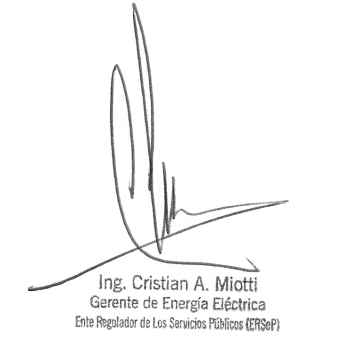 Ing. Cristian A. Miotti
Gerente de Energía Eléctrica
Ente Regulador de Los Servicios Públicos (ERSeP)